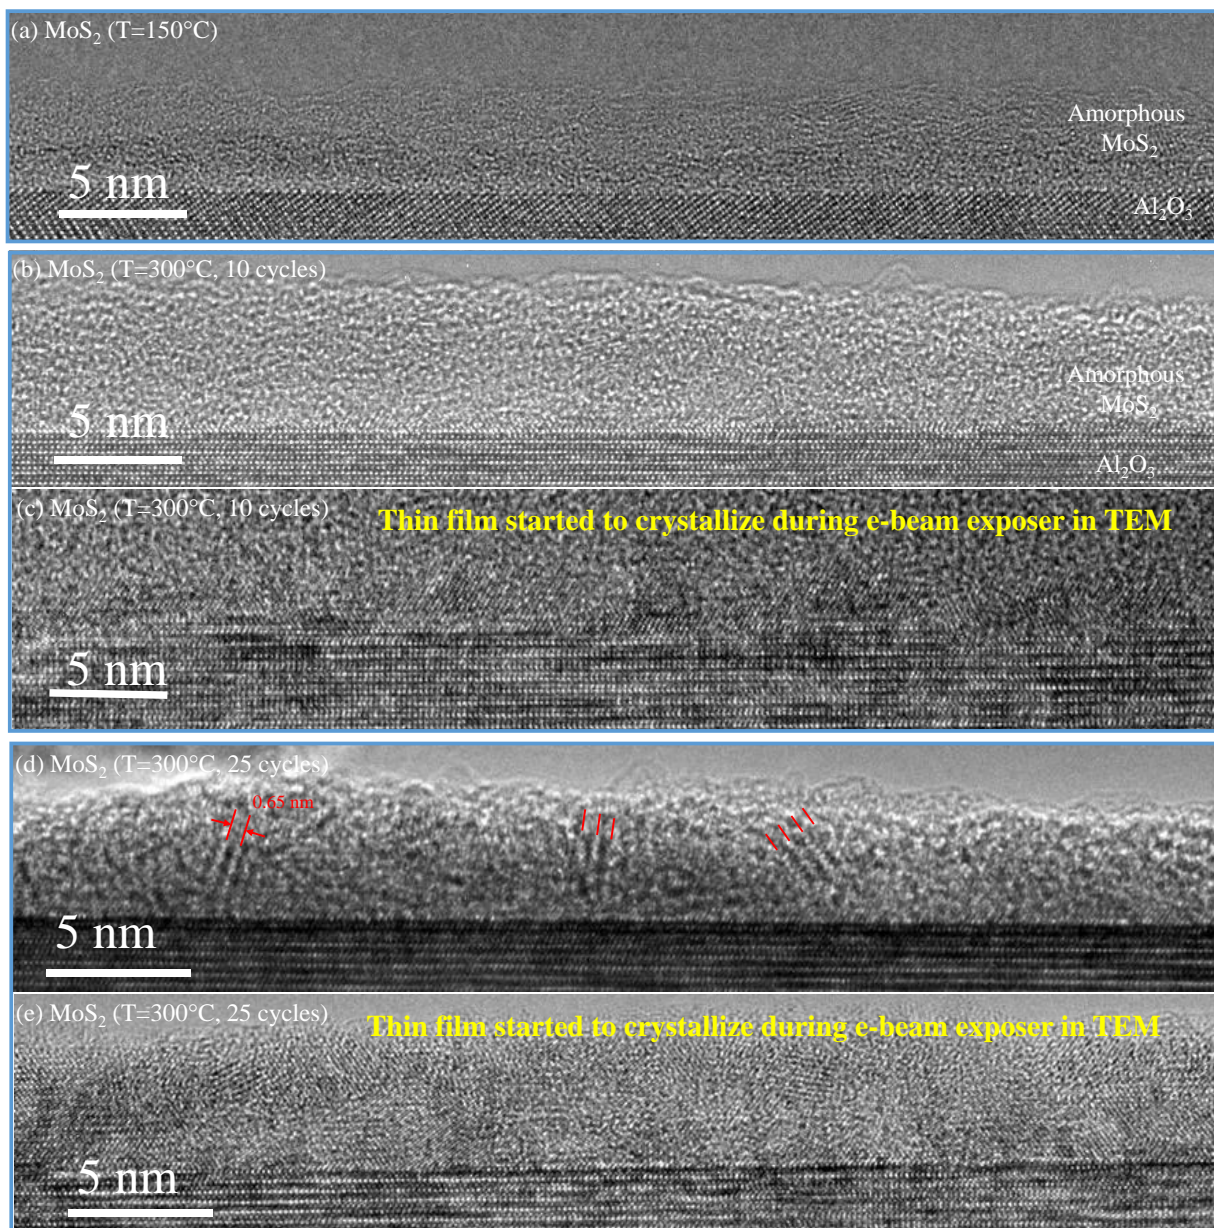 (a) MoS₂ (T=150°C)
Amorphous
MoS₂
5 nm
Al₂O₃
(b) MoS₂ (T=300°C, 10 cycles)
Amorphous
MoS₂
5 nm
Al₂O₃
(c) MoS₂ (T=300°C, 10 cycles)
Thin film started to crystallize during e-beam exposer in TEM
5 nm
(d) MoS₂ (T=300°C, 25 cycles)
0.65 nm
5 nm
(e) MoS₂ (T=300°C, 25 cycles)
Thin film started to crystallize during e-beam exposer in TEM
5 nm